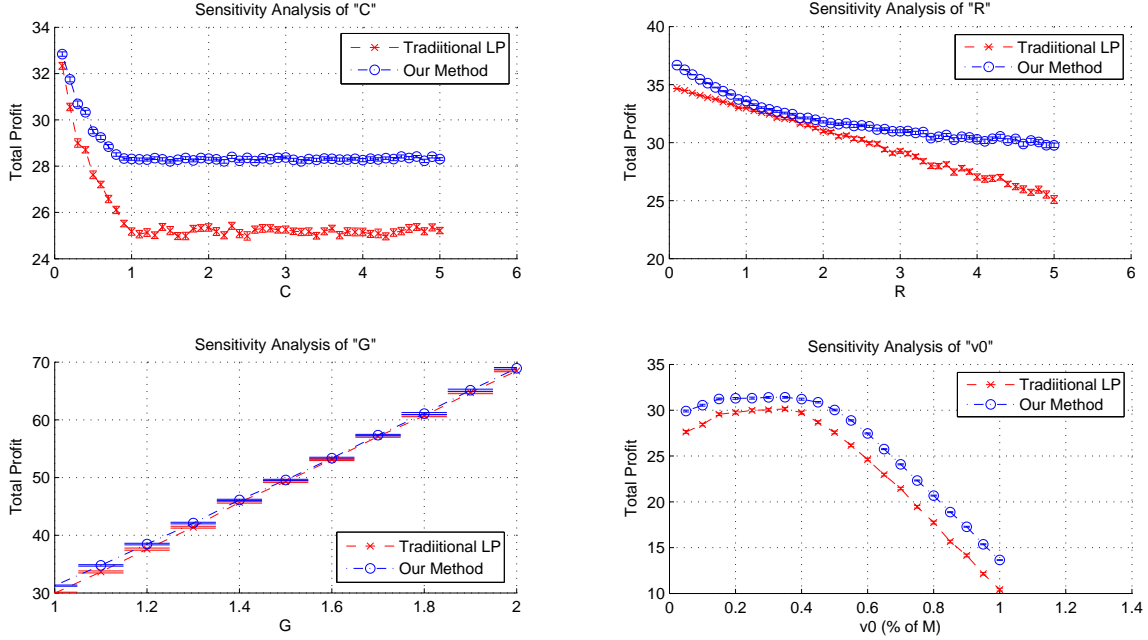 Sensitivity Analysis of "C"
34
32
30
28
26
24
Total Profit
0 1 2 3 4 5 6
C
Tradiitional LP
Our Method
Sensitivity Analysis of "R"
40
35
30
25
20
Total Profit
0 1 2 3 4 5 6
R
Tradiitional LP
Our Method
Sensitivity Analysis of "G"
70
60
50
40
30
Total Profit
1 1.2 1.4 1.6 1.8 2
G
Tradiitional LP
Our Method
Sensitivity Analysis of "v0"
35
30
25
20
15
10
Total Profit
0 0.2 0.4 0.6 0.8 1 1.2 1.4
v0 (% of M)
Tradiitional LP
Our Method